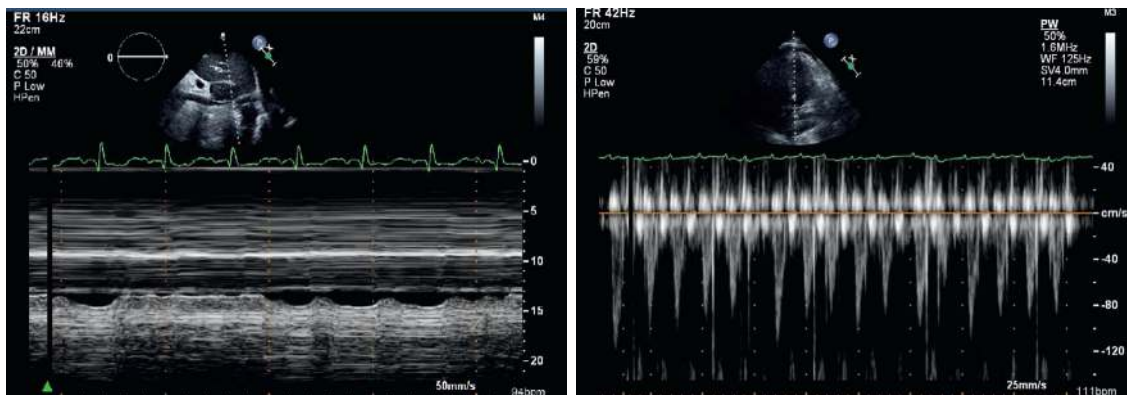 FR 16Hz
22cm
M4
2D / MM
50% 46%
C 50
P Low
HPen
0
P
0
5
10
15
20
50mm/s
94bpm
FR 42Hz
20cm
M3
2D
59%
C 50
P Low
HPen
PW
50%
1.6MHz
WF 125Hz
SV4.0mm
11.4cm
40
cm/s
-40
-80
-120
25mm/s
111bpm